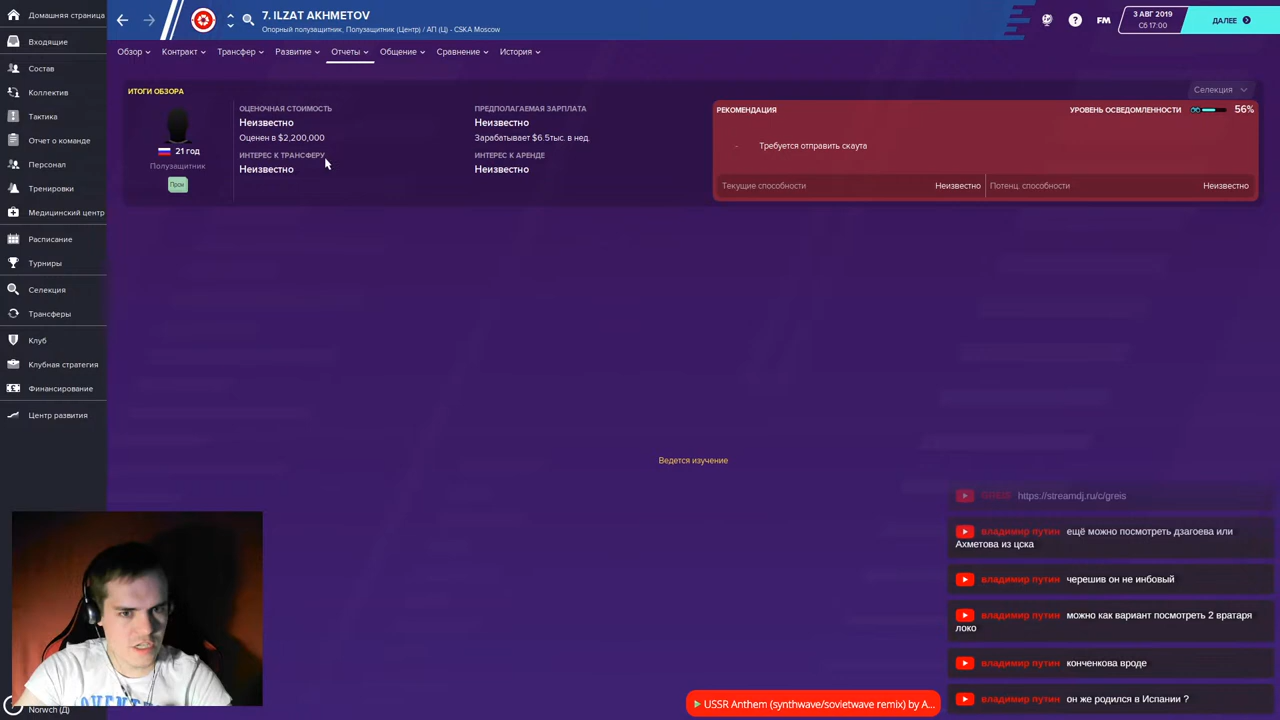 Домашняя страница
7. ILZAT AKHMETOV
Опорный полузащитник, Полузащитник (Центр) / АП (Ц) - CSKA Moscow
FM
3 АВГ 2019
Сб 17:00
ДАЛЕЕ
Входящие
Обзор
Контракт
Трансфер
Развитие
Отчеты
Общение
Сравнение
История
Состав
Коллектив
Тактика
Отчет о команде
Персонал
Тренировки
Медицинский центр
Расписание
Турниры
Селекция
Трансферы
Клуб
Клубная стратегия
Финансирование
Центр развития
Norwch (Д)
ИТОГИ ОБЗОРА
Селекция
21 год
Полузащитник
Прои
ОЦЕНОЧНАЯ СТОИМОСТЬ
Неизвестно
Оценен в $2,200,000
ИНТЕРЕС К ТРАНСФЕРУ
Неизвестно
ПРЕДПОЛАГАЕМАЯ ЗАРПЛАТА
Неизвестно
Зарабатывает $6.5тыс. в нед.
ИНТЕРЕС К АРЕНДЕ
Неизвестно
РЕКОМЕНДАЦИЯ
УРОВЕНЬ ОСВЕДОМЛЕННОСТИ
56%
- Требуется отправить скаута
Текущие способности
Неизвестно
Потенц. способности
Неизвестно
Ведется изучение
GREIS https://streamdj.ru/c/greis
владимир путин ещё можно посмотреть дзагоева или
Ахметова из цска
владимир путин черешив он не инбовый
владимир путин можно как вариант посмотреть 2 вратаря
локо
владимир путин конченкова вроде
владимир путин он же родился в Испании ?
USSR Anthem (synthwave/sovietwave remix) by A...